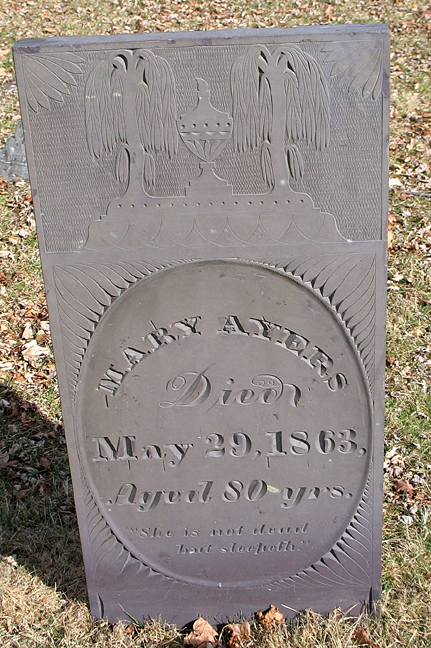 MARY AYERS
Died
May 29, 1863,
Aged 80 yrs.
"She is not dead
but sleepeth."